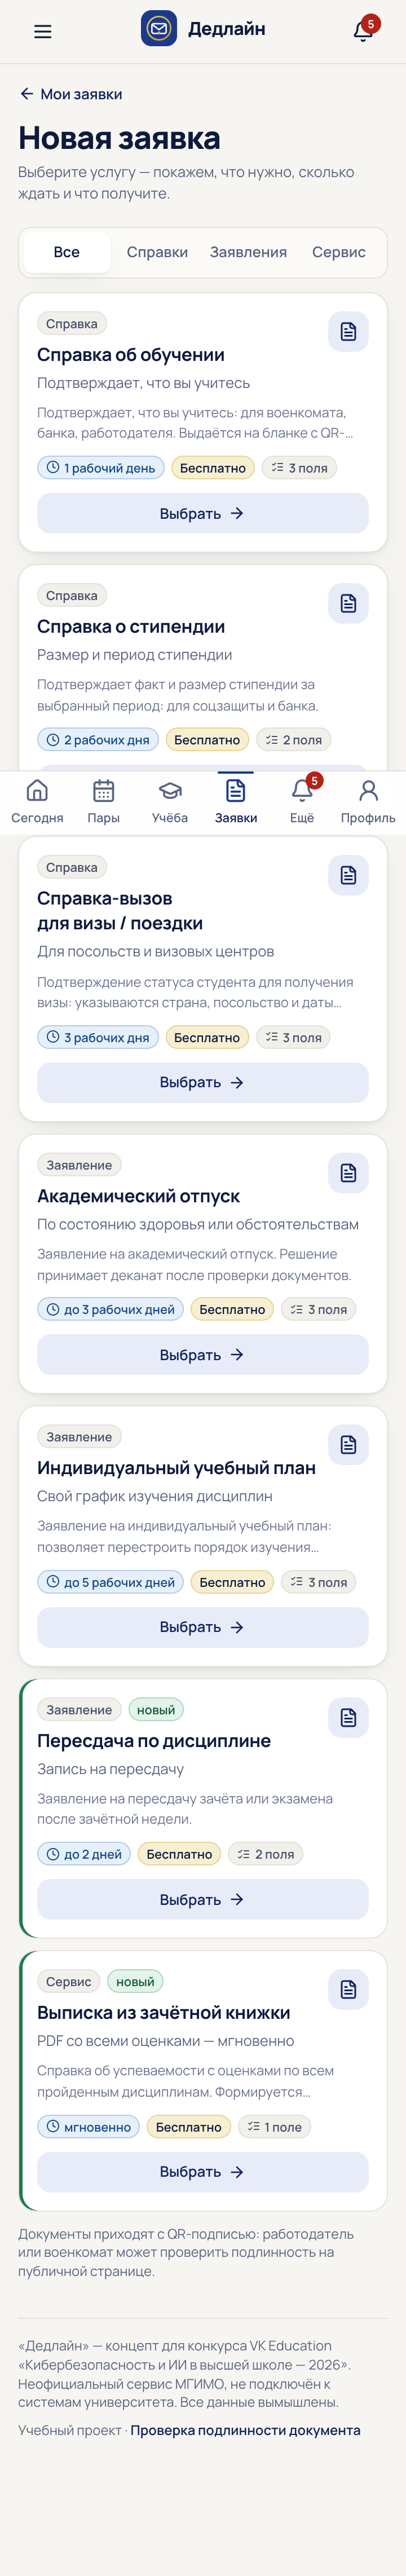 Дедлайн
5
Мои заявки
Новая заявка
Выберите услугу — покажем, что нужно, сколько
ждать и что получите.
Все Справки Заявления Сервис
Справка
Справка об обучении
Подтверждает, что вы учитесь
Подтверждает, что вы учитесь: для военкомата,
банка, работодателя. Выдаётся на бланке с QR-…
1 рабочий день Бесплатно 3 поля
Выбрать
Справка
Справка о стипендии
Размер и период стипендии
Подтверждает факт и размер стипендии за
выбранный период: для соцзащиты и банка.
2 рабочих дня Бесплатно 2 поля
5
Сегодня Пары Учёба Заявки Ещё Профиль
Справка
Справка-вызов
для визы / поездки
Для посольств и визовых центров
Подтверждение статуса студента для получения
визы: указываются страна, посольство и даты…
3 рабочих дня Бесплатно 3 поля
Выбрать
Заявление
Академический отпуск
По состоянию здоровья или обстоятельствам
Заявление на академический отпуск. Решение
принимает деканат после проверки документов.
до 3 рабочих дней Бесплатно 3 поля
Выбрать
Заявление
Индивидуальный учебный план
Свой график изучения дисциплин
Заявление на индивидуальный учебный план:
позволяет перестроить порядок изучения…
до 5 рабочих дней Бесплатно 3 поля
Выбрать
Заявление новый
Пересдача по дисциплине
Запись на пересдачу
Заявление на пересдачу зачёта или экзамена
после зачётной недели.
до 2 дней Бесплатно 2 поля
Выбрать
Сервис новый
Выписка из зачётной книжки
PDF со всеми оценками — мгновенно
Справка об успеваемости с оценками по всем
пройденным дисциплинам. Формируется…
мгновенно Бесплатно 1 поле
Выбрать
Документы приходят с QR-подписью: работодатель
или военкомат может проверить подлинность на
публичной странице.
«Дедлайн» — концепт для конкурса VK Education
«Кибербезопасность и ИИ в высшей школе — 2026».
Неофициальный сервис МГИМО, не подключён к
системам университета. Все данные вымышлены.
Учебный проект · Проверка подлинности документа